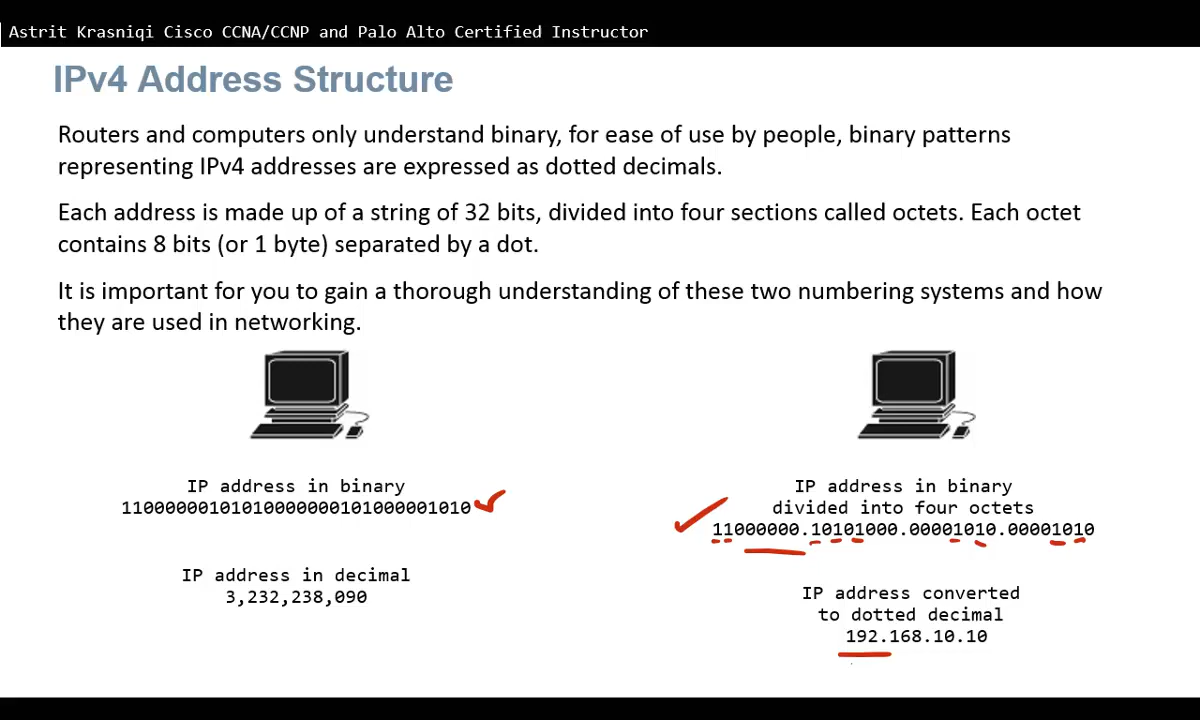 Astrit Krasniqi Cisco CCNA/CCNP and Palo Alto Certified Instructor
IPv4 Address Structure
Routers and computers only understand binary, for ease of use by people, binary patterns
representing IPv4 addresses are expressed as dotted decimals.
Each address is made up of a string of 32 bits, divided into four sections called octets. Each octet
contains 8 bits (or 1 byte) separated by a dot.
It is important for you to gain a thorough understanding of these two numbering systems and how
they are used in networking.
IP address in binary
11000000101010000000101000001010
IP address in decimal
3,232,238,090
IP address in binary
divided into four octets
11000000.10101000.00001010.00001010
IP address converted
to dotted decimal
192.168.10.10